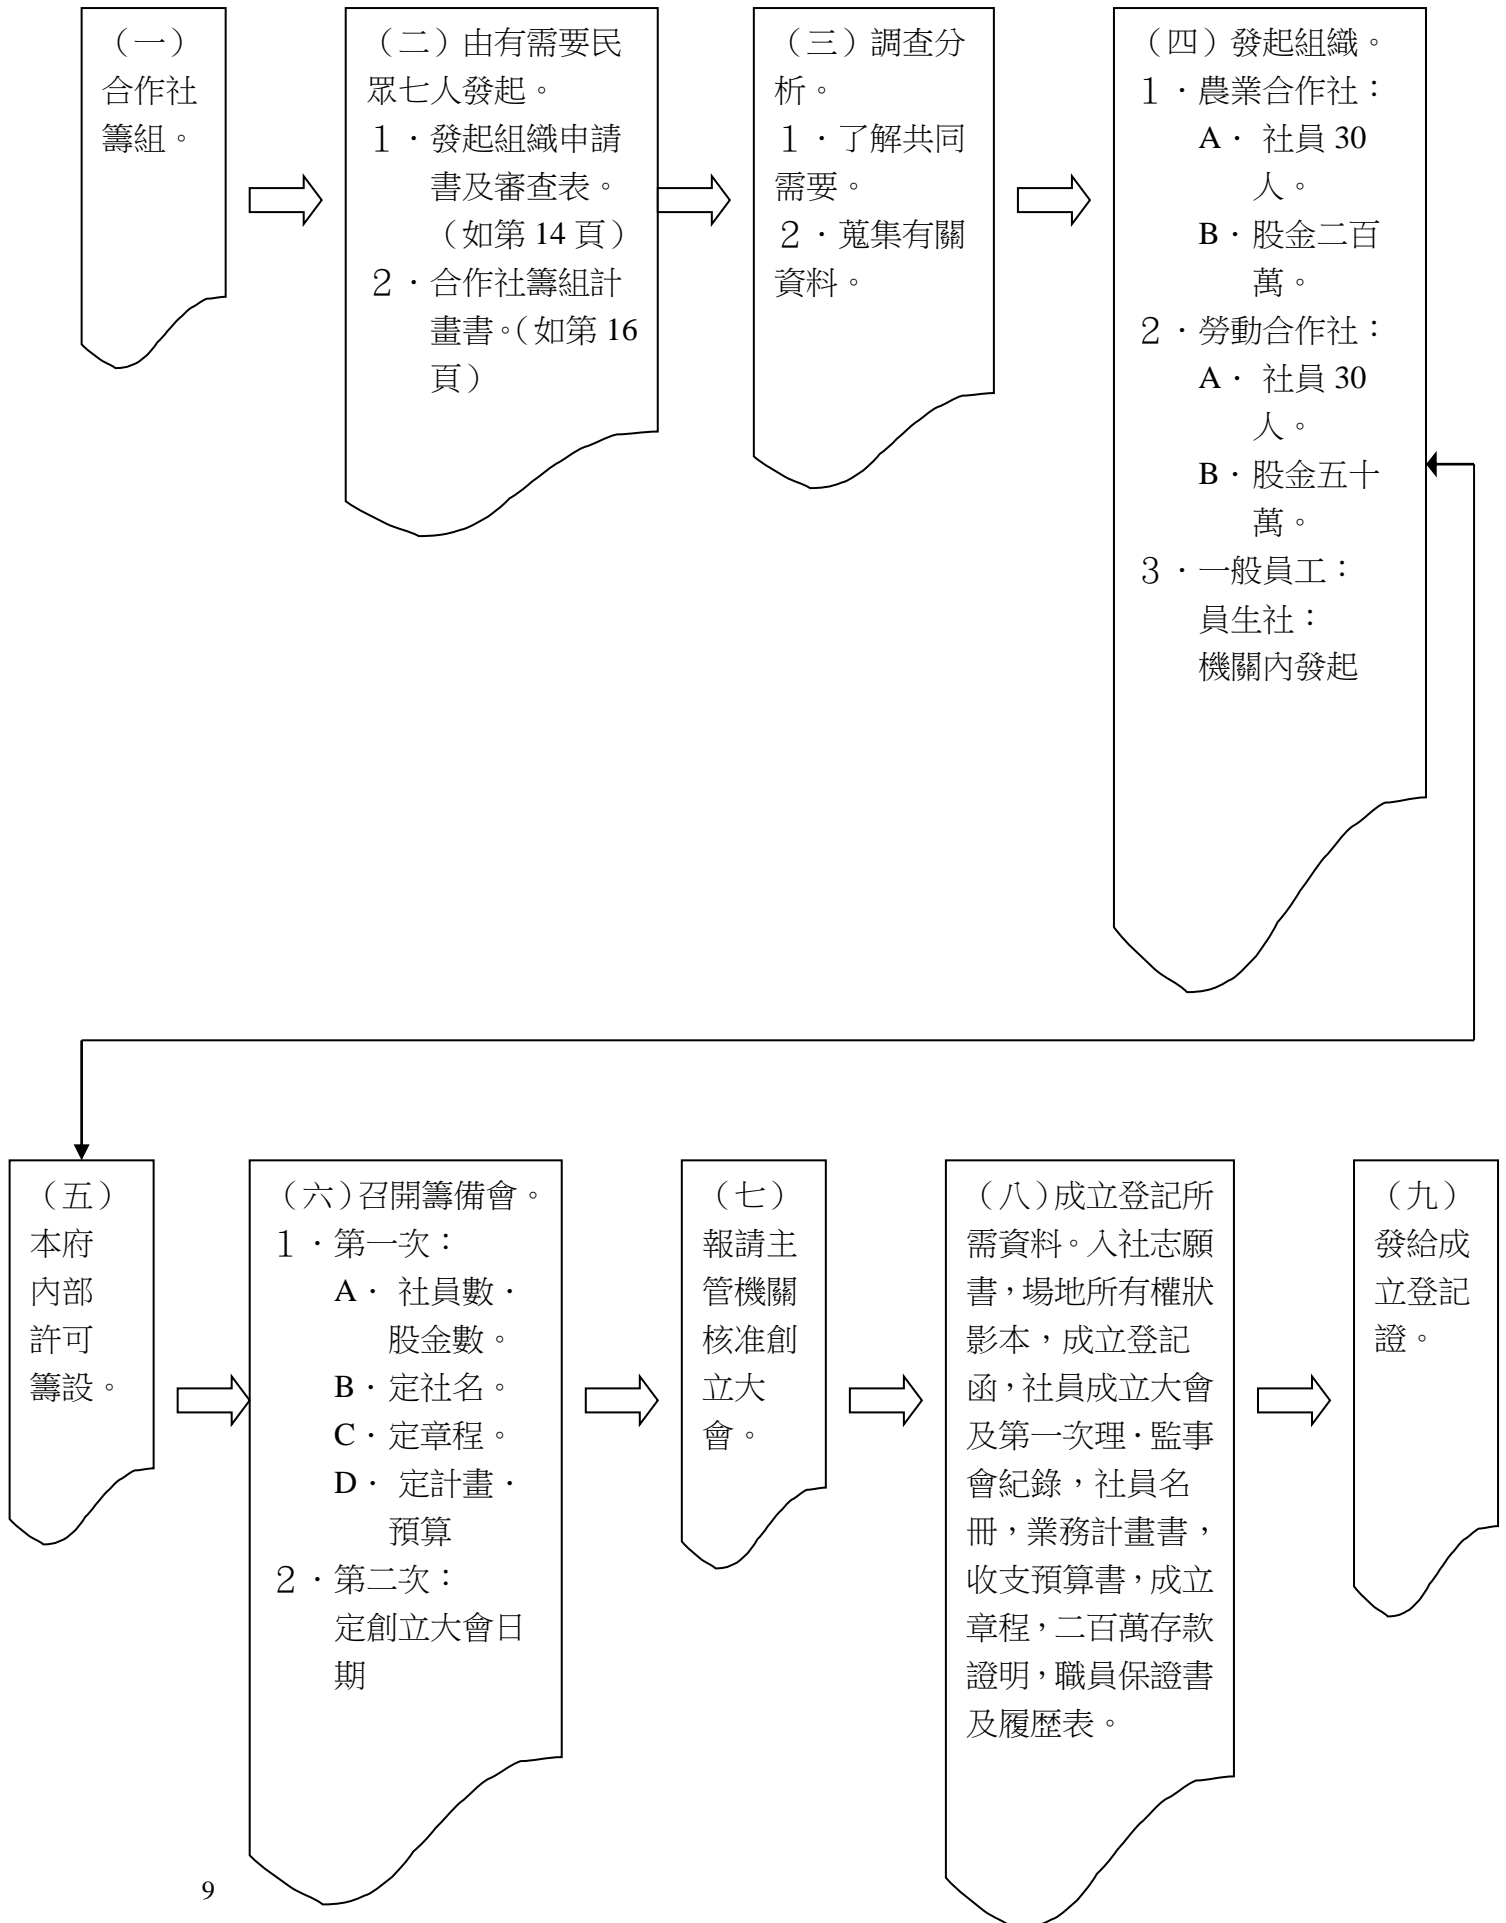 （一）
合作社
籌組。
（二）由有需要民
眾七人發起。
１．發起組織申請
書及審查表。
（如第 14 頁）
２．合作社籌組計
畫書。（如第 16
頁）
（三）調查分
析。
１．了解共同
需要。
２．蒐集有關
資料。
（四）發起組織。
１．農業合作社：
A． 社員 30
人。
B．股金二百
萬。
２．勞動合作社：
A． 社員 30
人。
B．股金五十
萬。
３．一般員工：
員生社：
機關內發起
（五）
本府
內部
許可
籌設。
（六）召開籌備會。
１．第一次：
A． 社員數．
股金數。
B．定社名。
C．定章程。
D． 定計畫．
預算
２．第二次：
定創立大會日
期
（七）
報請主
管機關
核准創
立大
會。
（八）成立登記所
需資料。入社志願
書，場地所有權狀
影本，成立登記
函，社員成立大會
及第一次理．監事
會紀錄，社員名
冊，業務計畫書，
收支預算書，成立
章程，二百萬存款
證明，職員保證書
及履歷表。
（九）
發給成
立登記
證。
9